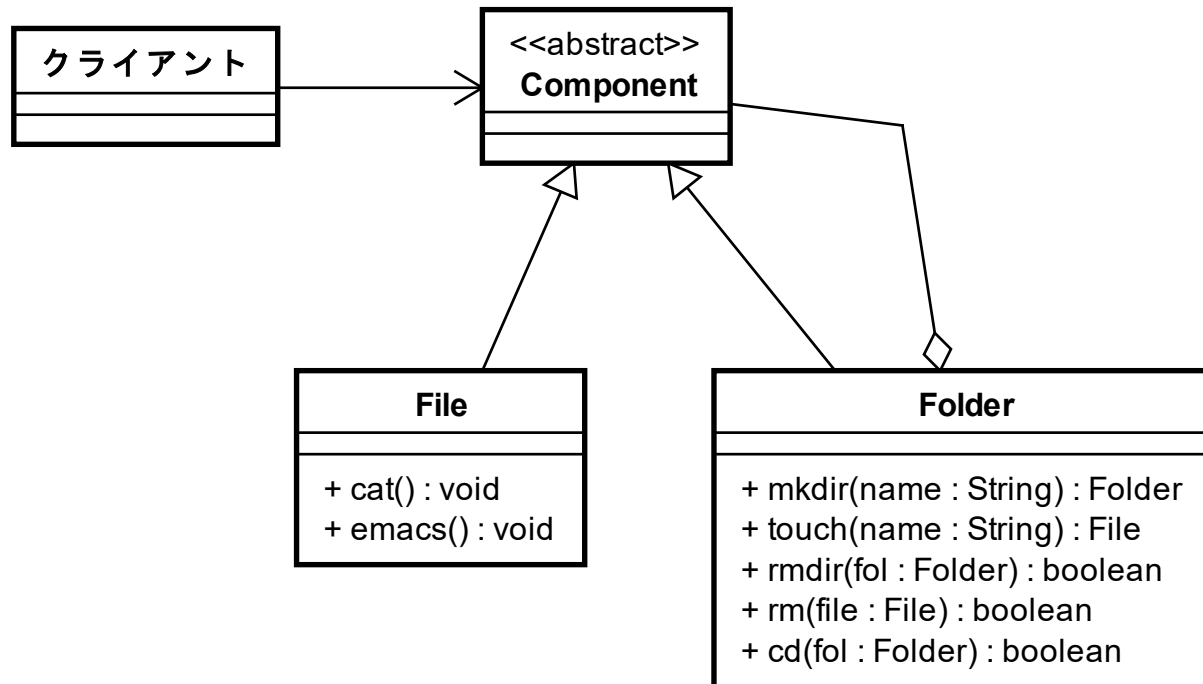 クライアント
<<abstract>>
Component
File
+ cat() : void
+ emacs() : void
Folder
+ mkdir(name : String) : Folder
+ touch(name : String) : File
+ rmdir(fol : Folder) : boolean
+ rm(file : File) : boolean
+ cd(fol : Folder) : boolean